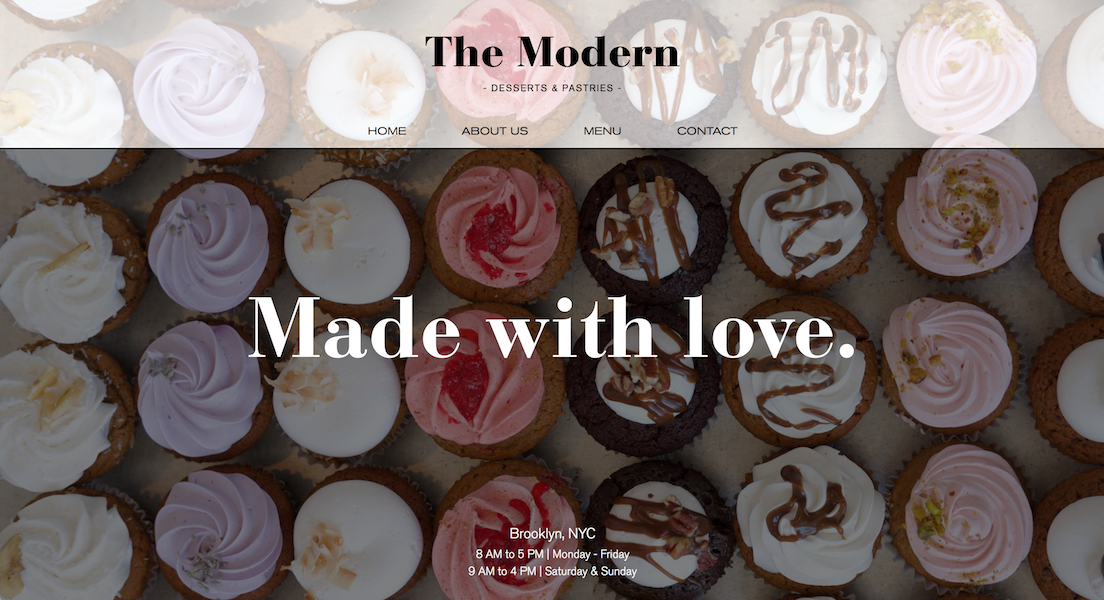 The Modern
- DESSERTS & PASTRIES -
HOME ABOUT US MENU CONTACT
Made with love.
Brooklyn, NYC
8 AM to 5 PM | Monday - Friday
9 AM to 4 PM | Saturday & Sunday